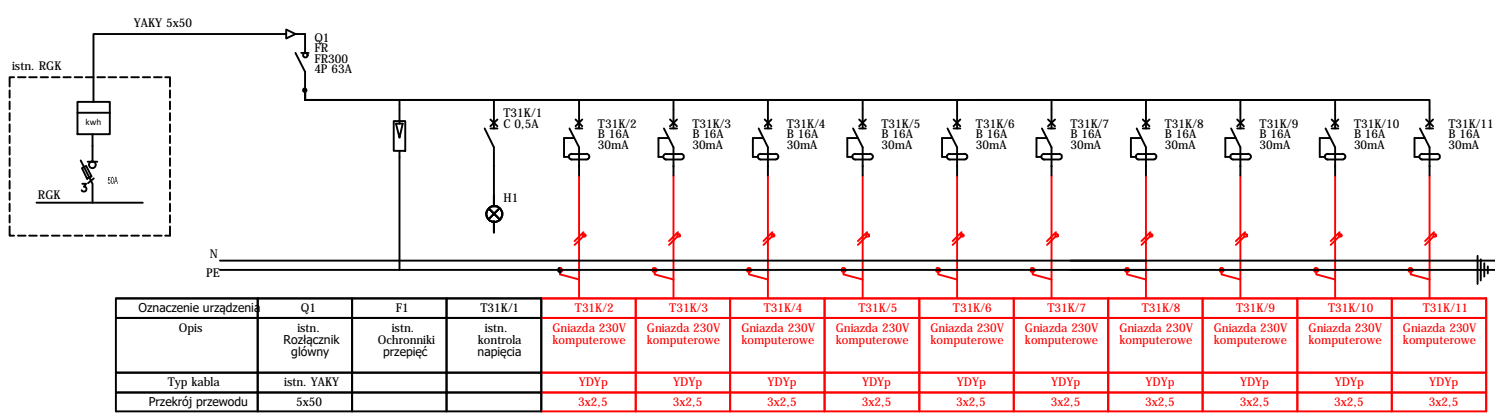 YAKY 5x50
Q1
FR
FR300
4P 63A
istn. RGK
kwh
3
50A
RGK
T31K/1
C 0,5A
H1
T31K/2
B 16A
30mA
T31K/3
B 16A
30mA
T31K/4
B 16A
30mA
T31K/5
B 16A
30mA
T31K/6
B 16A
30mA
T31K/7
B 16A
30mA
T31K/8
B 16A
30mA
T31K/9
B 16A
30mA
T31K/10
B 16A
30mA
T31K/11
B 16A
30mA
N
PE
Oznaczenie urządzenia Q1 F1 T31K/1 T31K/2 T31K/3 T31K/4 T31K/5 T31K/6 T31K/7 T31K/8 T31K/9 T31K/10 T31K/11
Opis istn. istn. istn. Gniazda 230V Gniazda 230V Gniazda 230V Gniazda 230V Gniazda 230V Gniazda 230V Gniazda 230V Gniazda 230V Gniazda 230V Gniazda 230V
Rozłącznik Ochronniki kontrola komputerowe komputerowe komputerowe komputerowe komputerowe komputerowe komputerowe komputerowe komputerowe komputerowe
główny przepięć napięcia
Typ kabla istn. YAKY YDYp YDYp YDYp YDYp YDYp YDYp YDYp YDYp YDYp YDYp
Przekrój przewodu 5x50 3x2,5 3x2,5 3x2,5 3x2,5 3x2,5 3x2,5 3x2,5 3x2,5 3x2,5 3x2,5